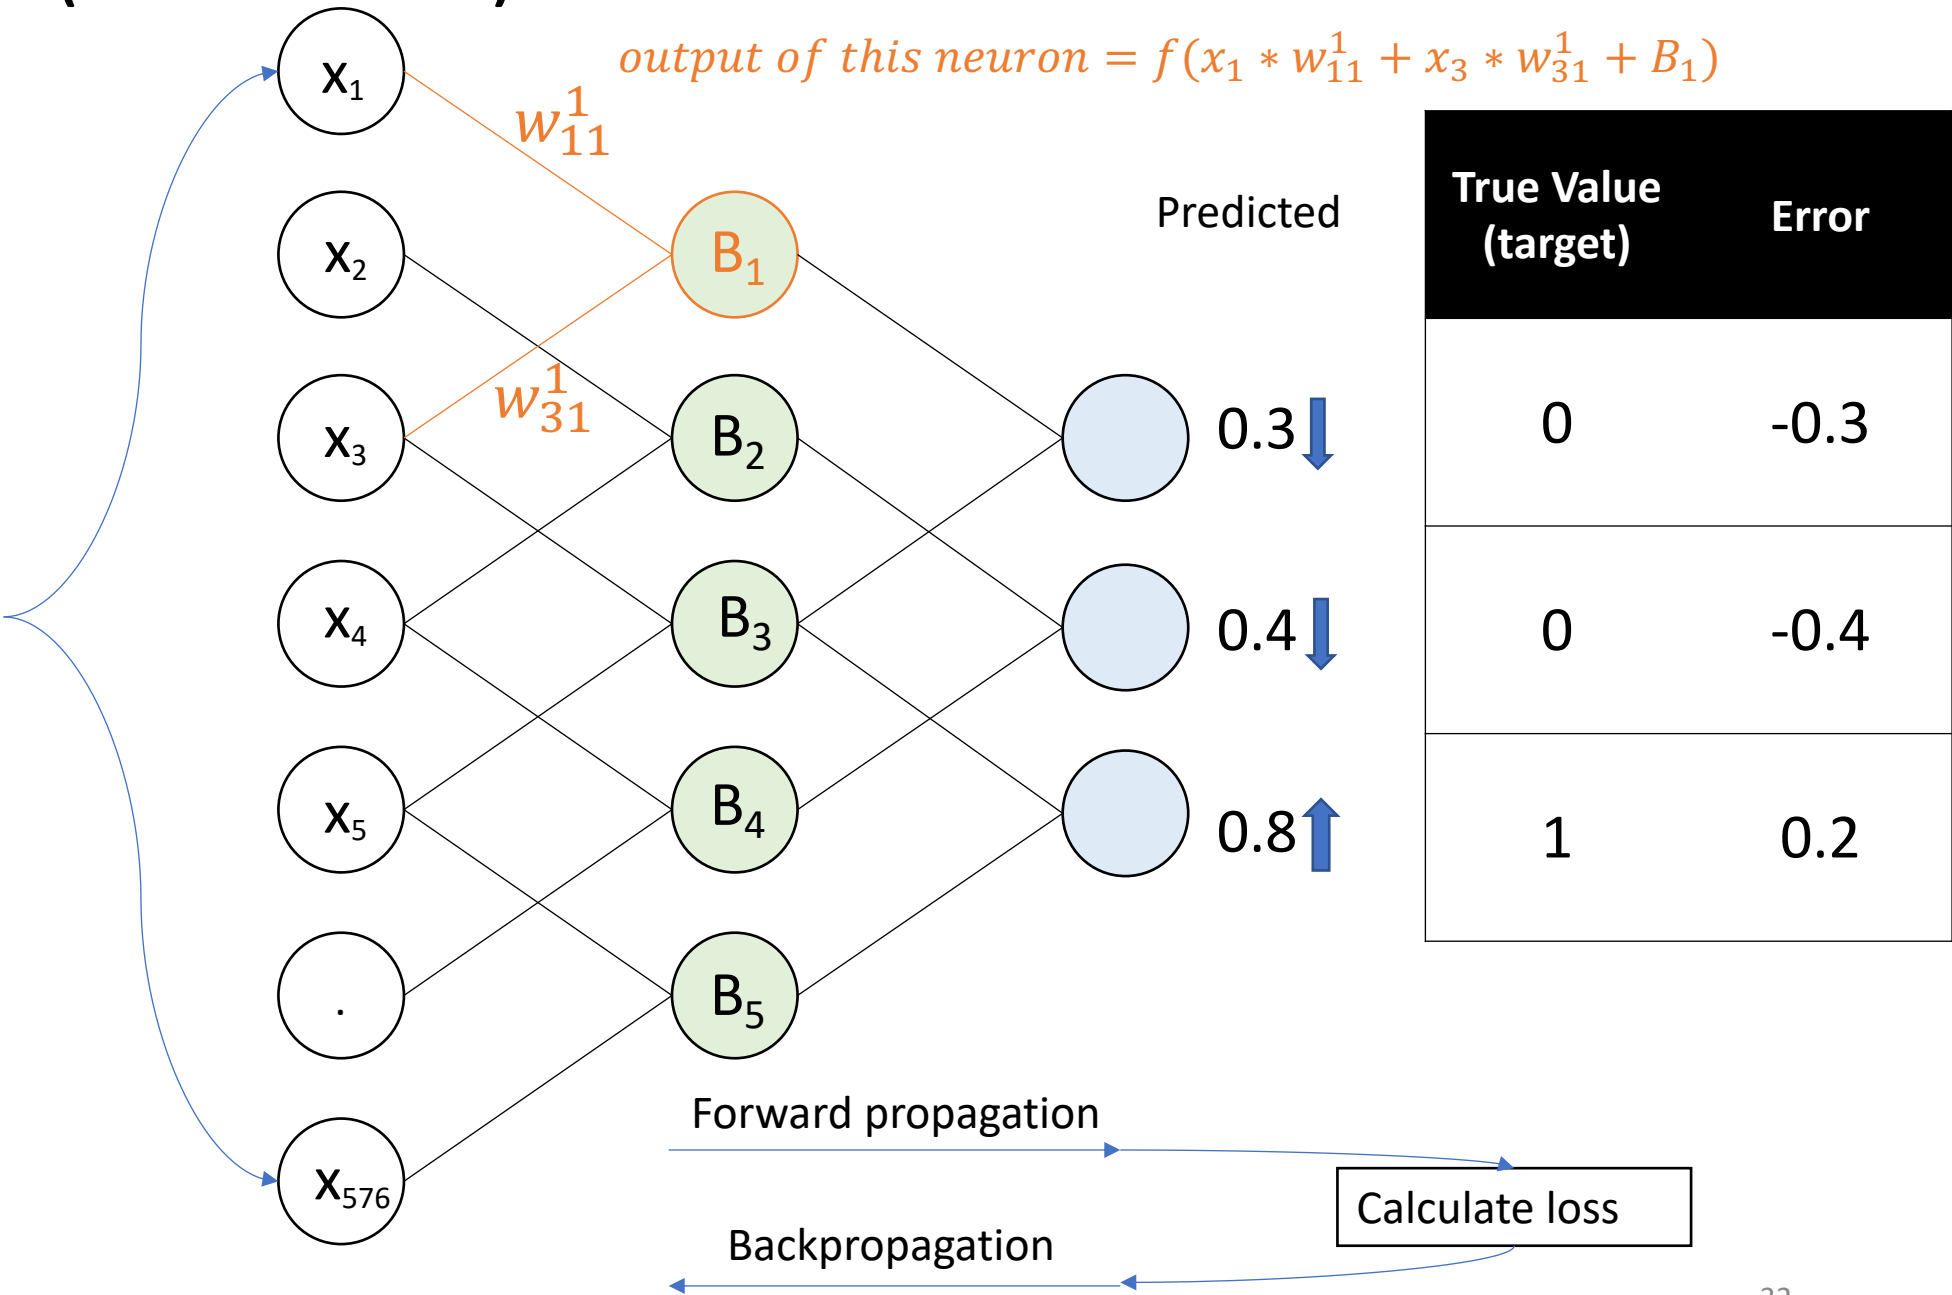 output of this neuron = f(x₁ * w¹₁₁ + x₃ * w¹₃₁ + B₁)
x₁
w¹₁₁
x₂
B₁
Predicted
True Value
(target)
Error
x₃
w¹₃₁
B₂
0.3
0
-0.3
x₄
B₃
0.4
0
-0.4
x₅
B₄
0.8
1
0.2
.
B₅
Forward propagation
x₅₇₆
Calculate loss
Backpropagation